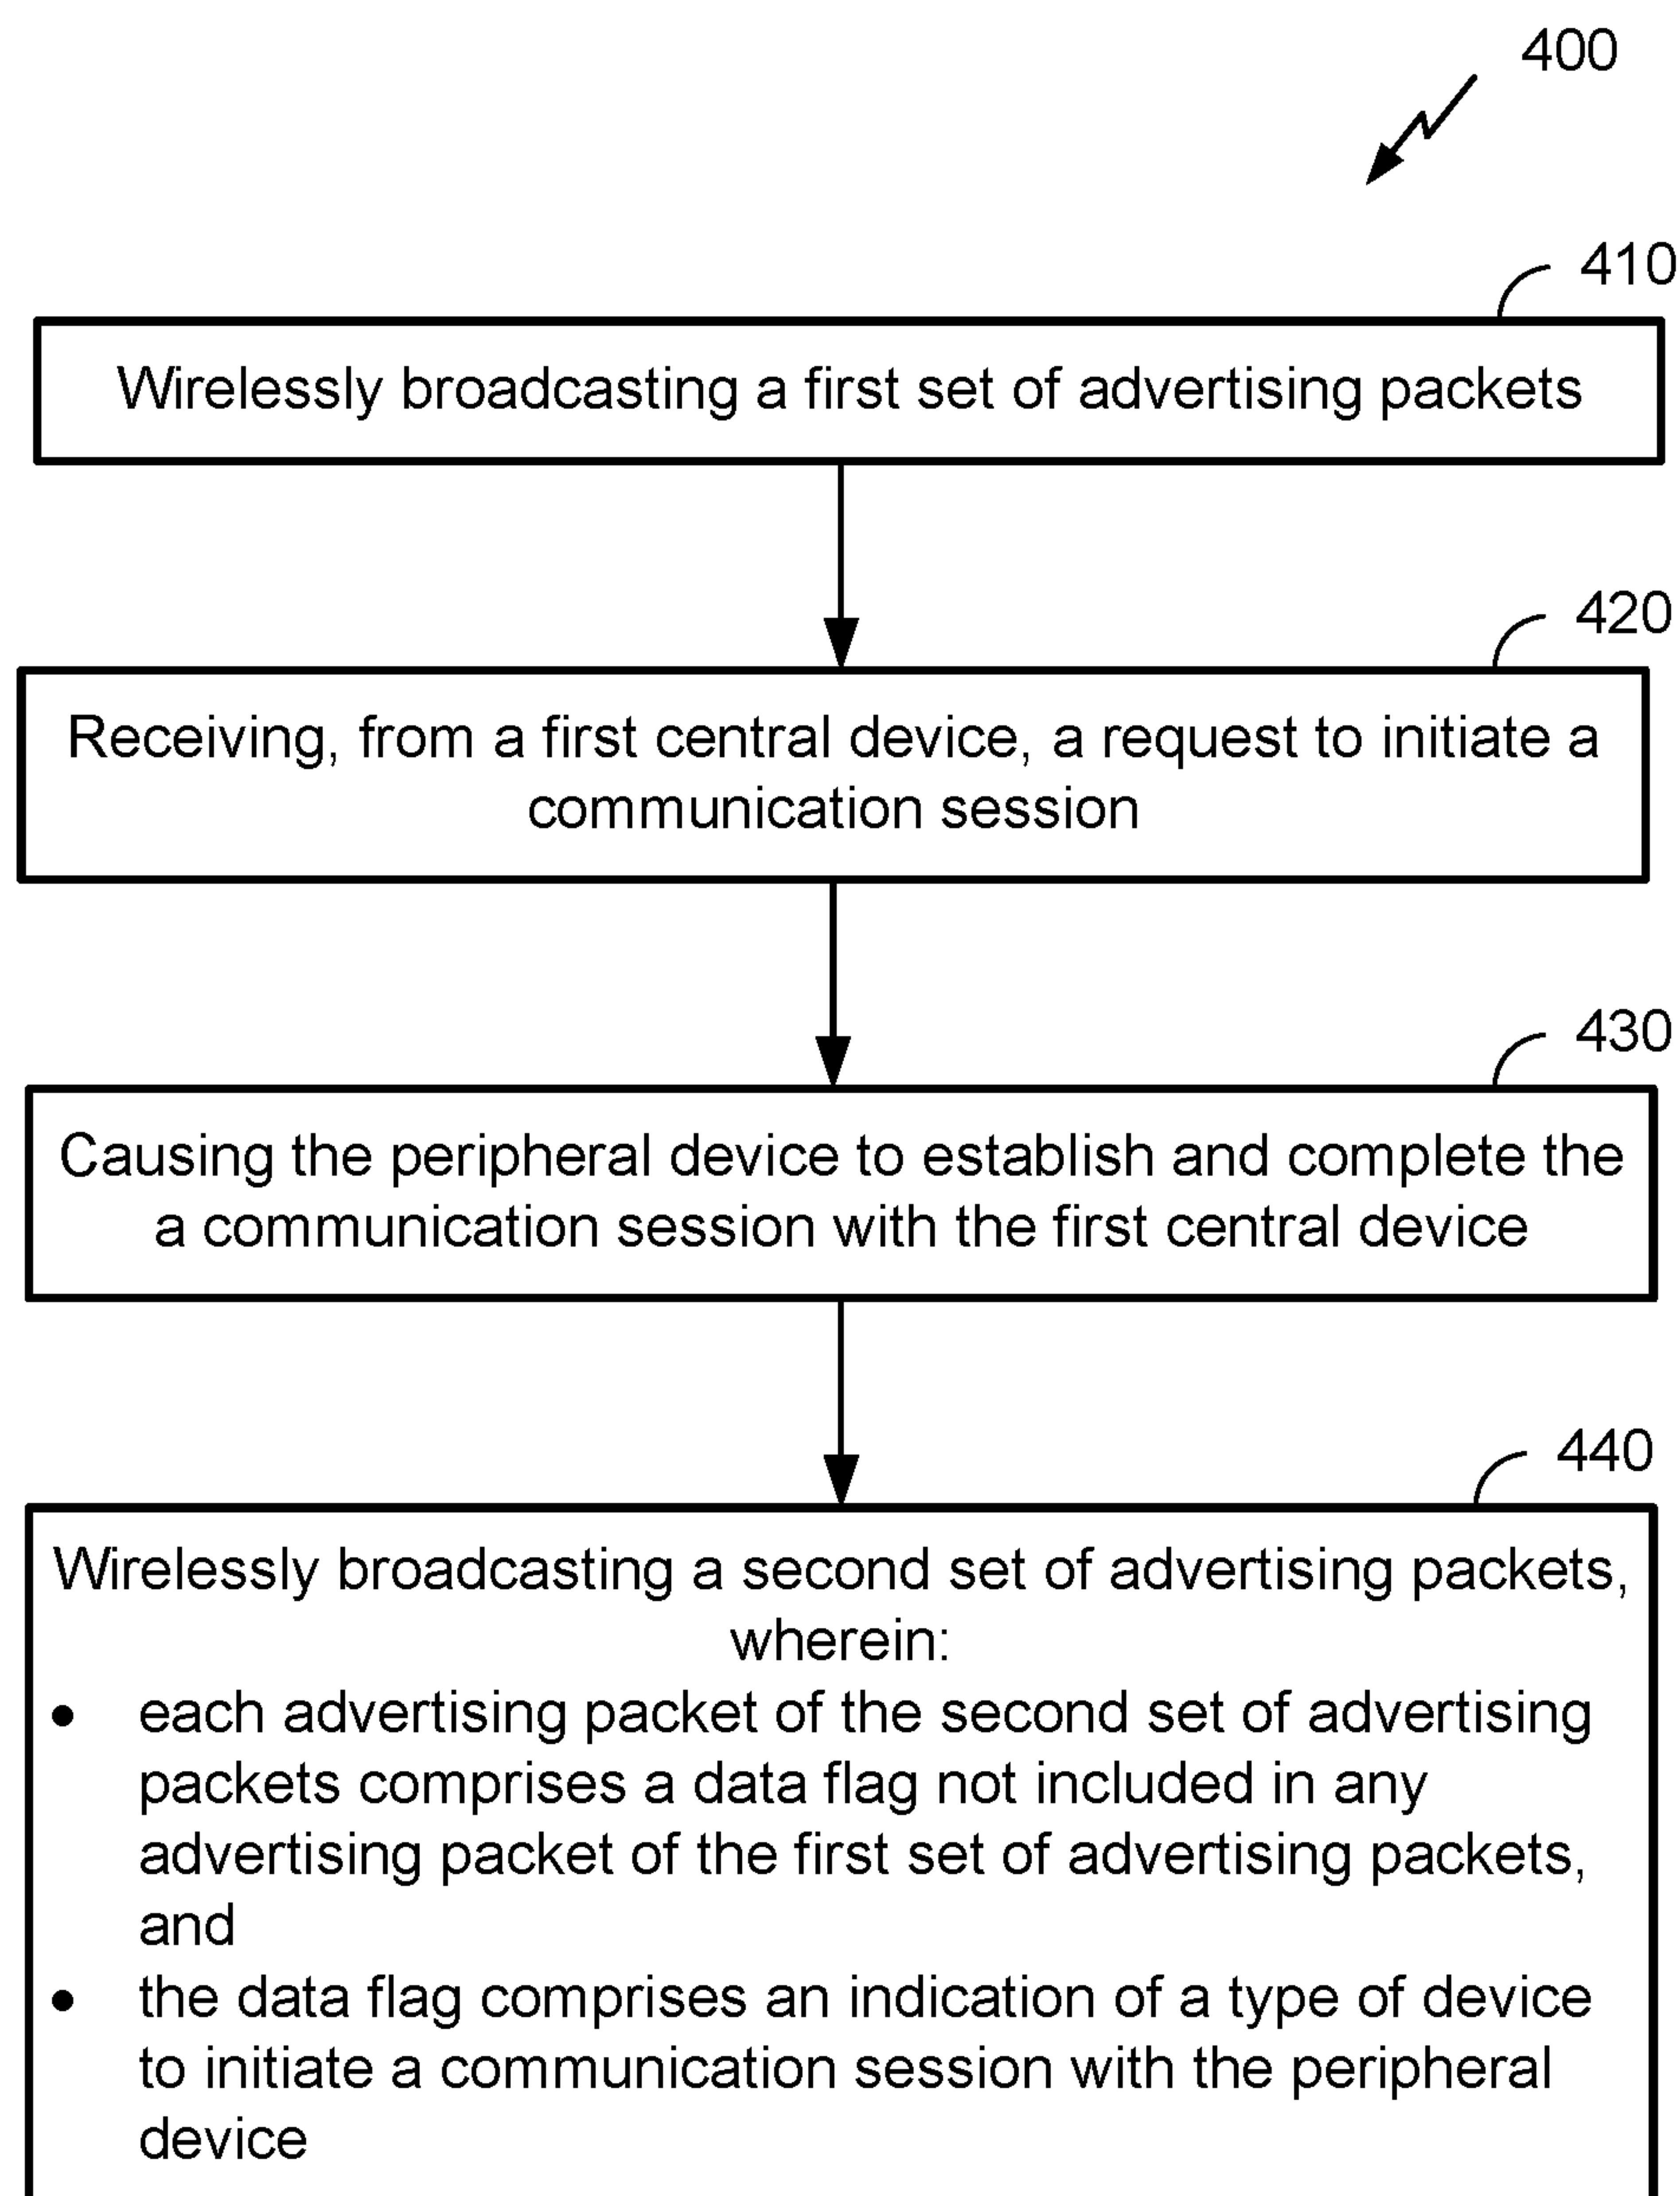 400
410
Wirelessly broadcasting a first set of advertising packets
420
Receiving, from a first central device, a request to initiate a
communication session
430
Causing the peripheral device to establish and complete the
a communication session with the first central device
440
Wirelessly broadcasting a second set of advertising packets,
wherein:
• each advertising packet of the second set of advertising
packets comprises a data flag not included in any
advertising packet of the first set of advertising packets,
and
• the data flag comprises an indication of a type of device
to initiate a communication session with the peripheral
device